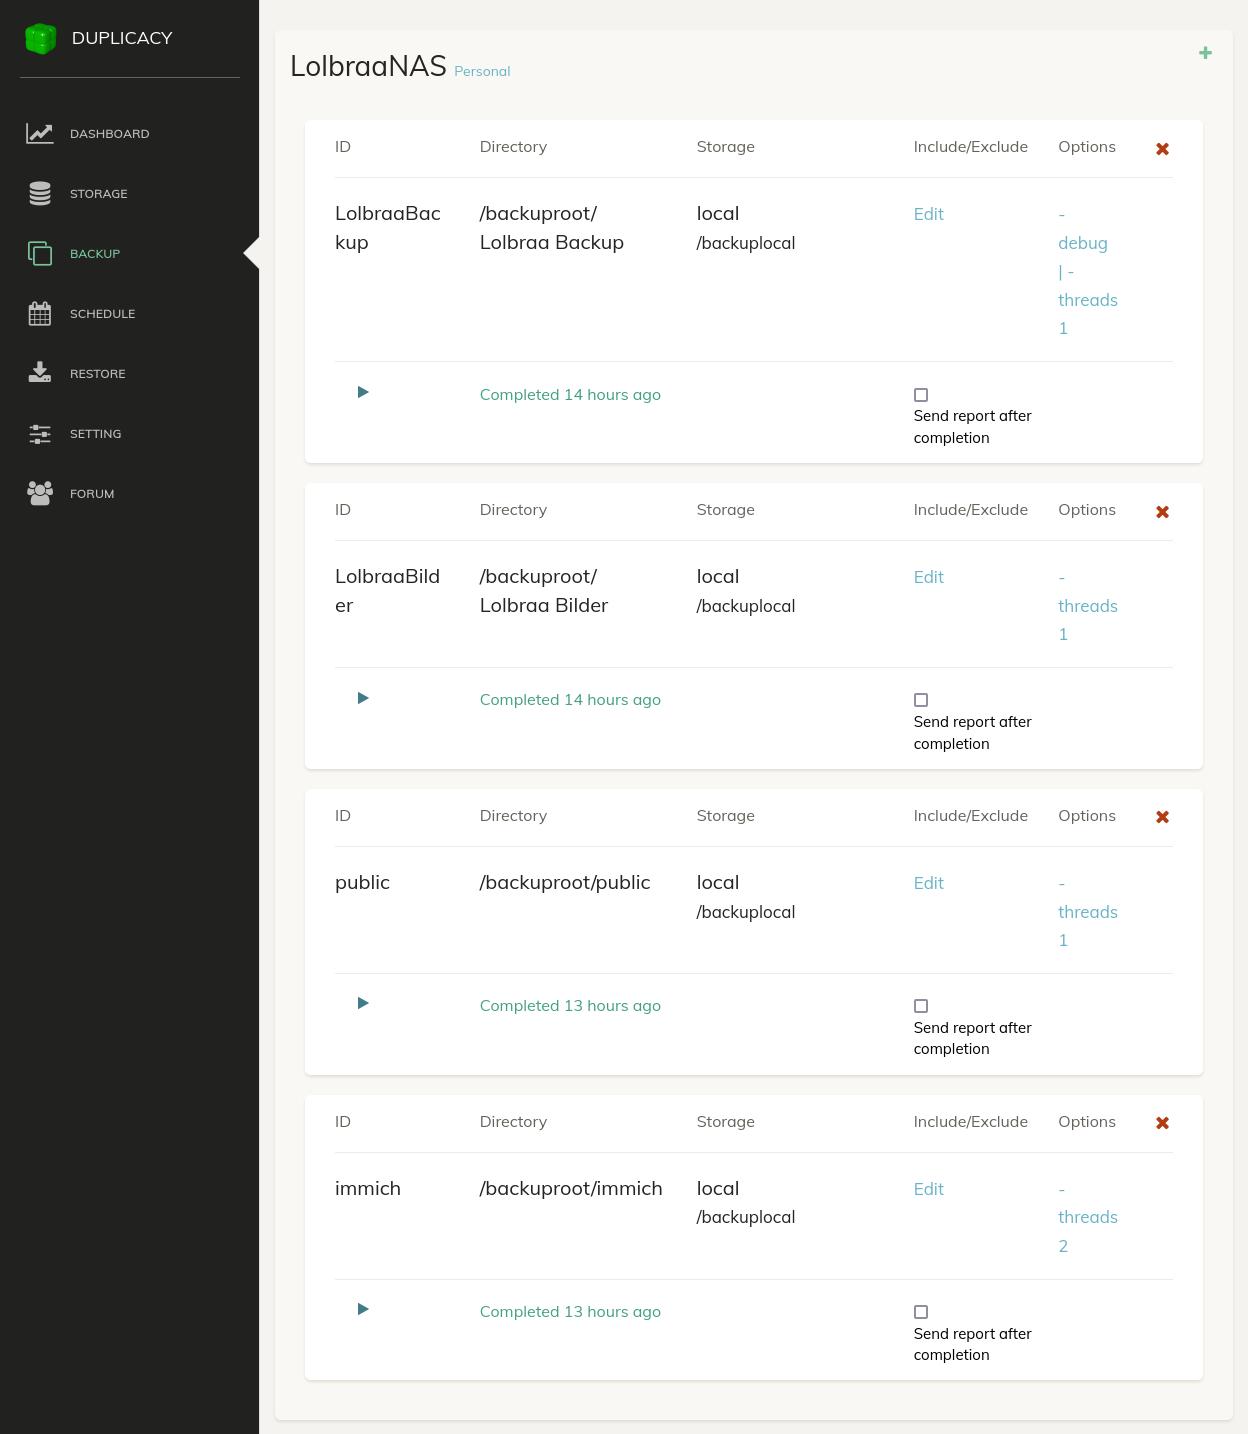 DUPLICACY
DASHBOARD
STORAGE
BACKUP
SCHEDULE
RESTORE
SETTING
FORUM
LolbraaNAS Personal
ID Directory Storage Include/Exclude Options
LolbraaBac /backuproot/ local Edit -
kup Lolbraa Backup /backuplocal debug
| -
threads
1
Completed 14 hours ago
Send report after
completion
ID Directory Storage Include/Exclude Options
LolbraaBild /backuproot/ local Edit -
er Lolbraa Bilder /backuplocal threads
1
Completed 14 hours ago
Send report after
completion
ID Directory Storage Include/Exclude Options
public /backuproot/public local Edit -
/backuplocal threads
1
Completed 13 hours ago
Send report after
completion
ID Directory Storage Include/Exclude Options
immich /backuproot/immich local Edit -
/backuplocal threads
2
Completed 13 hours ago
Send report after
completion